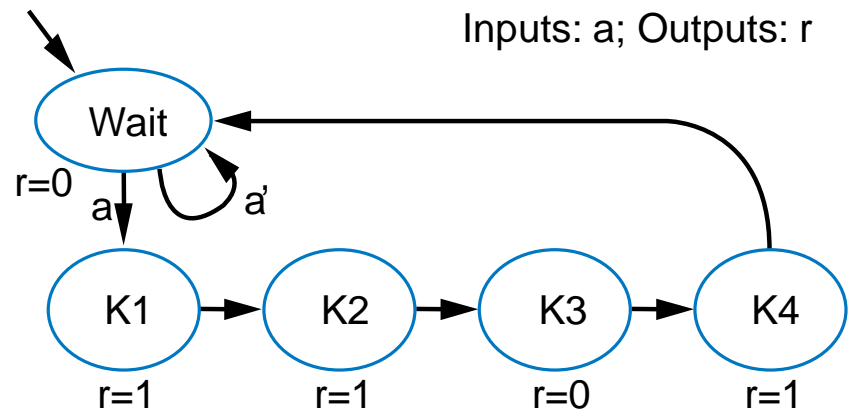 Inputs: a; Outputs: r
Wait
r=0
a
a'
K1
K2
K3
K4
r=1
r=1
r=0
r=1